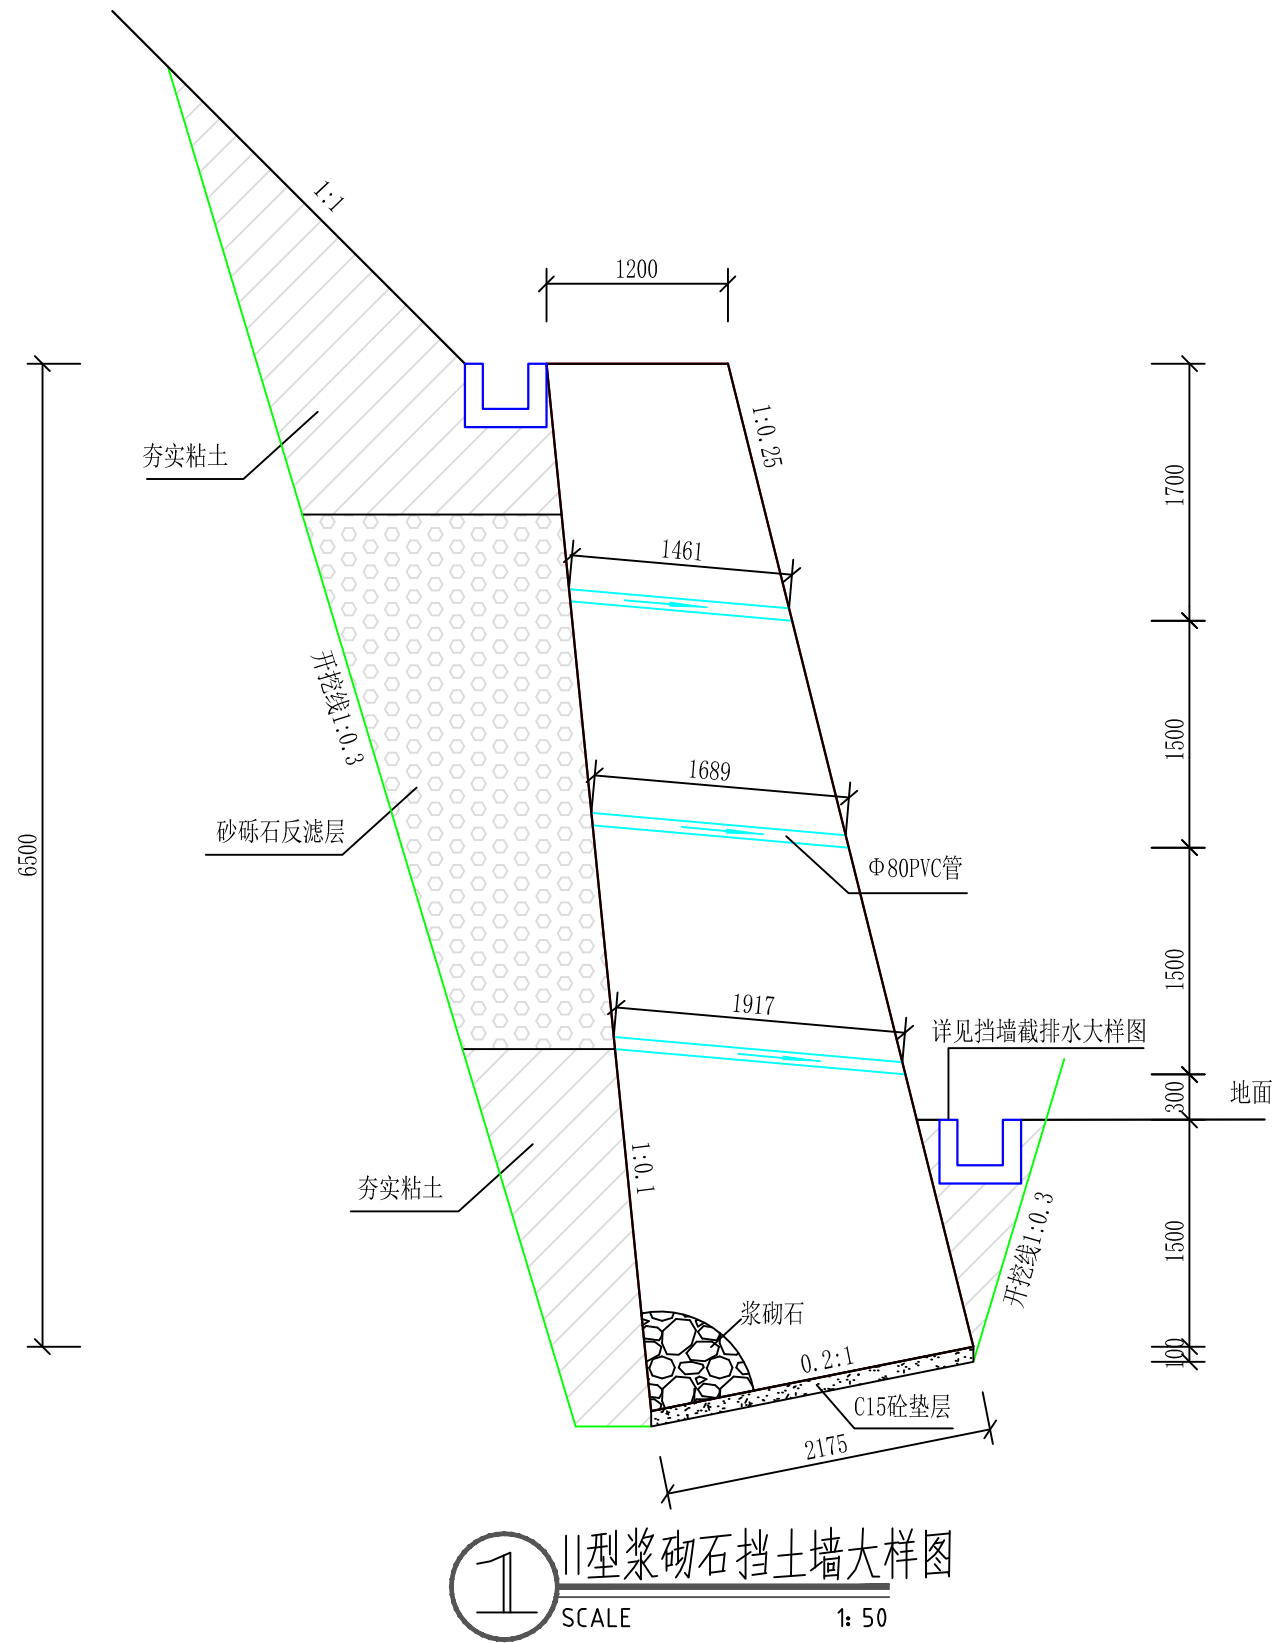 1:1
1200
1:0.25
夯实粘土
1700
1461
开挖线1:0.3
1500
1689
砂砾石反滤层
6500
Φ80PVC管
1500
1917
详见挡墙截排水大样图
300
地面
1:0.1
夯实粘土
1500
开挖线1:0.3
浆砌石
0.2:1
100
C15砼垫层
2175
1
II型浆砌石挡土墙大样图
SCALE 1:50